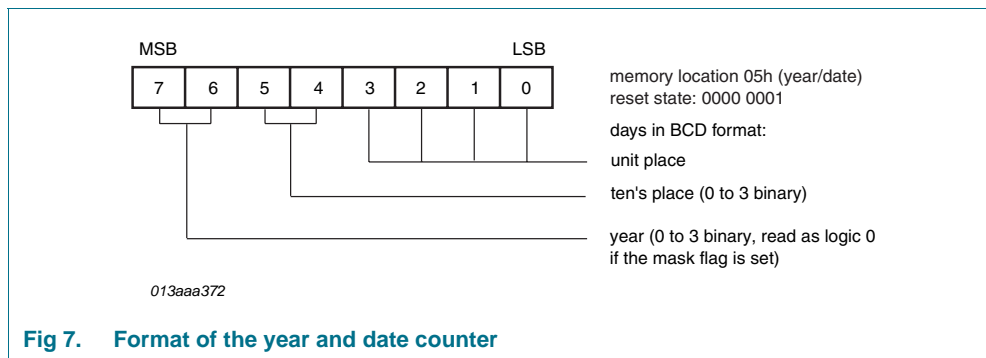 MSB LSB
7 6 5 4 3 2 1 0
memory location 05h (year/date)
reset state: 0000 0001
days in BCD format:
unit place
ten's place (0 to 3 binary)
year (0 to 3 binary, read as logic 0
if the mask flag is set)
013aaa372
Fig 7. Format of the year and date counter